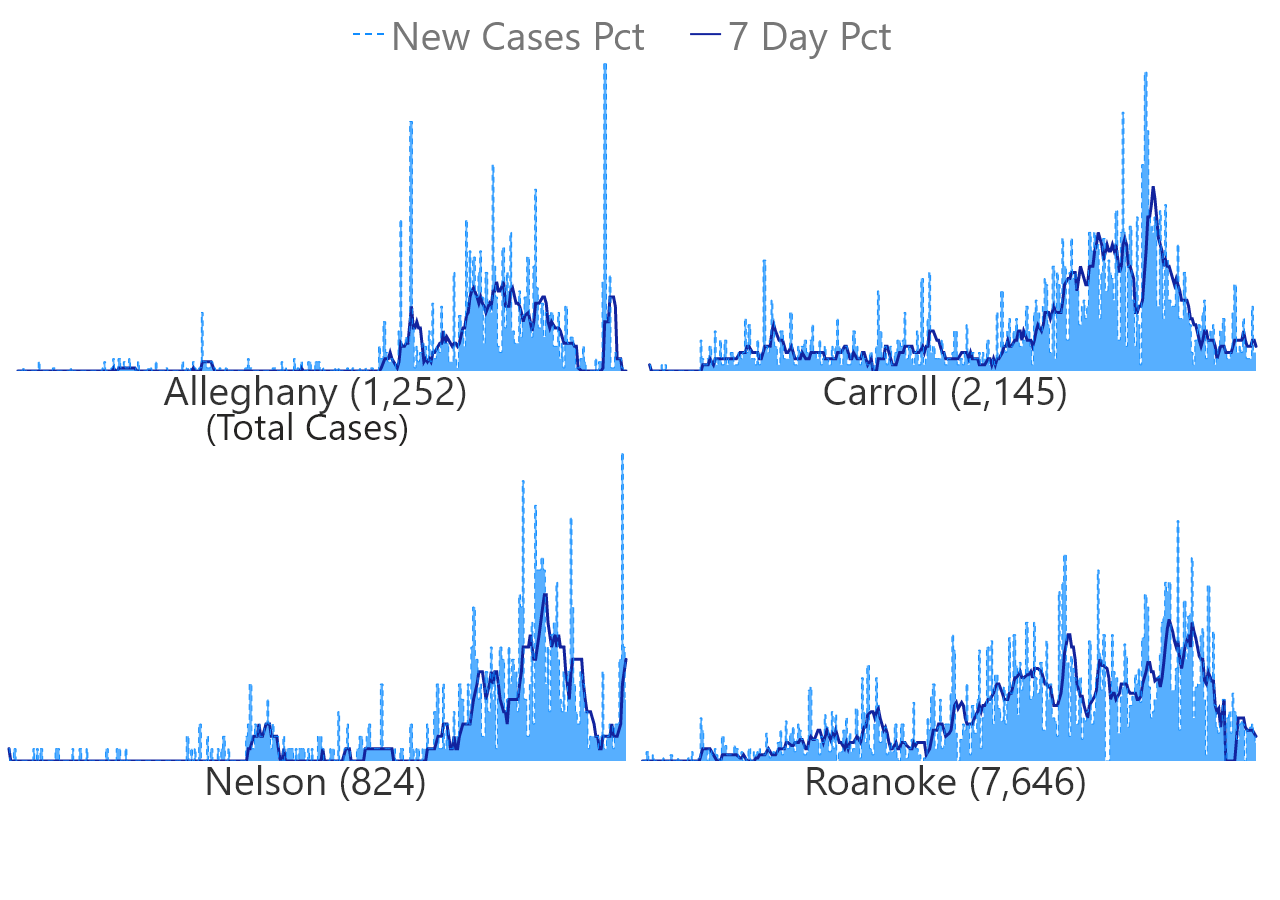 New Cases Pct 7 Day Pct
Alleghany (1,252)
(Total Cases)
Carroll (2,145)
Nelson (824)
Roanoke (7,646)